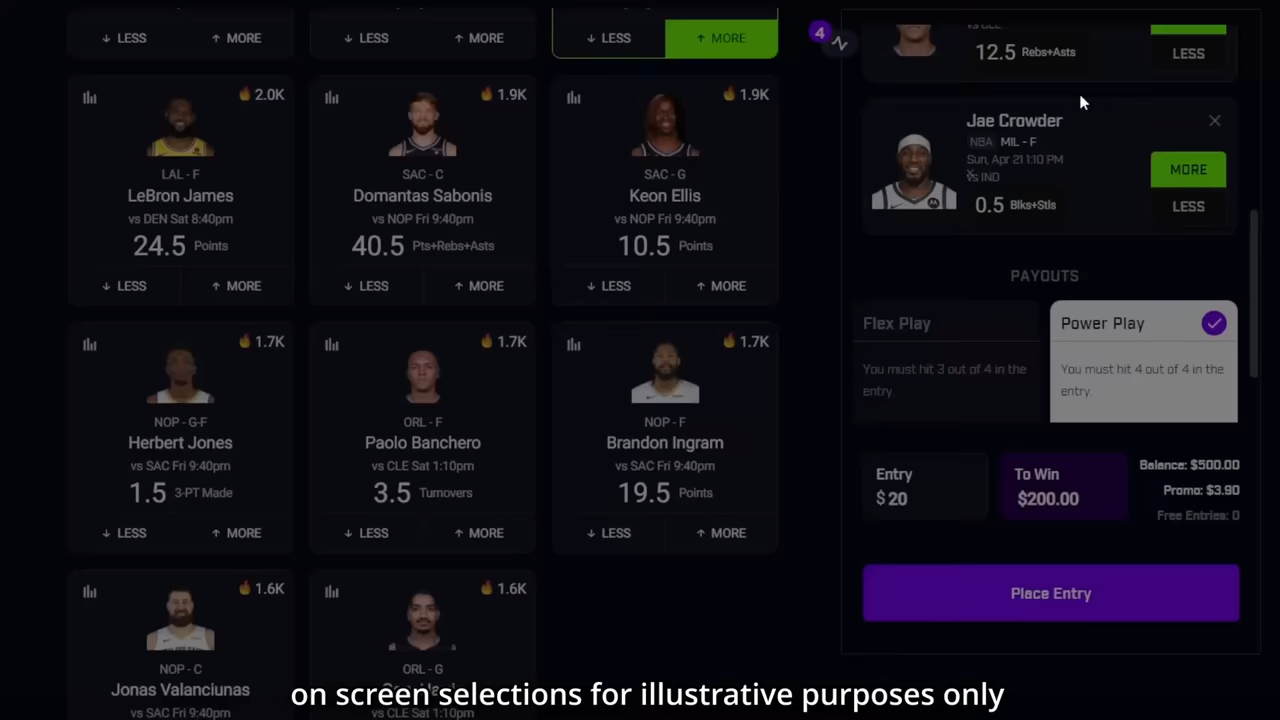 LESS
MORE
LESS
MORE
LESS
MORE
2.0K
LAL - F
LeBron James
vs DEN Sat 8:40pm
24.5 Points
LESS
MORE
1.9K
SAC - C
Domantas Sabonis
vs NOP Fri 9:40pm
40.5 Pts+Rebs+Asts
LESS
MORE
1.9K
SAC - G
Keon Ellis
vs NOP Fri 9:40pm
10.5 Points
LESS
MORE
1.7K
NOP - G-F
Herbert Jones
vs SAC Fri 9:40pm
1.5 3-PT Made
LESS
MORE
1.7K
ORL - F
Paolo Banchero
vs CLE Sat 1:10pm
3.5 Turnovers
LESS
MORE
1.7K
NOP - F
Brandon Ingram
vs SAC Fri 9:40pm
19.5 Points
LESS
MORE
1.6K
NOP - C
Jonas Valanciunas
vs SAC Fri 9:40pm
1.6K
ORL - G
vs CLE Sat 1:10pm
4
12.5 Rebs+Asts
LESS
Jae Crowder
NBA MIL - F
Sun, Apr 21 1:10 PM
vs IND
0.5 Blks+Stls
MORE
LESS
PAYOUTS
Flex Play
You must hit 3 out of 4 in the
entry.
Power Play
You must hit 4 out of 4 in the
entry.
Entry
$ 20
To Win
$200.00
Balance: $500.00
Promo: $3.90
Free Entries: 0
Place Entry
on screen selections for illustrative purposes only